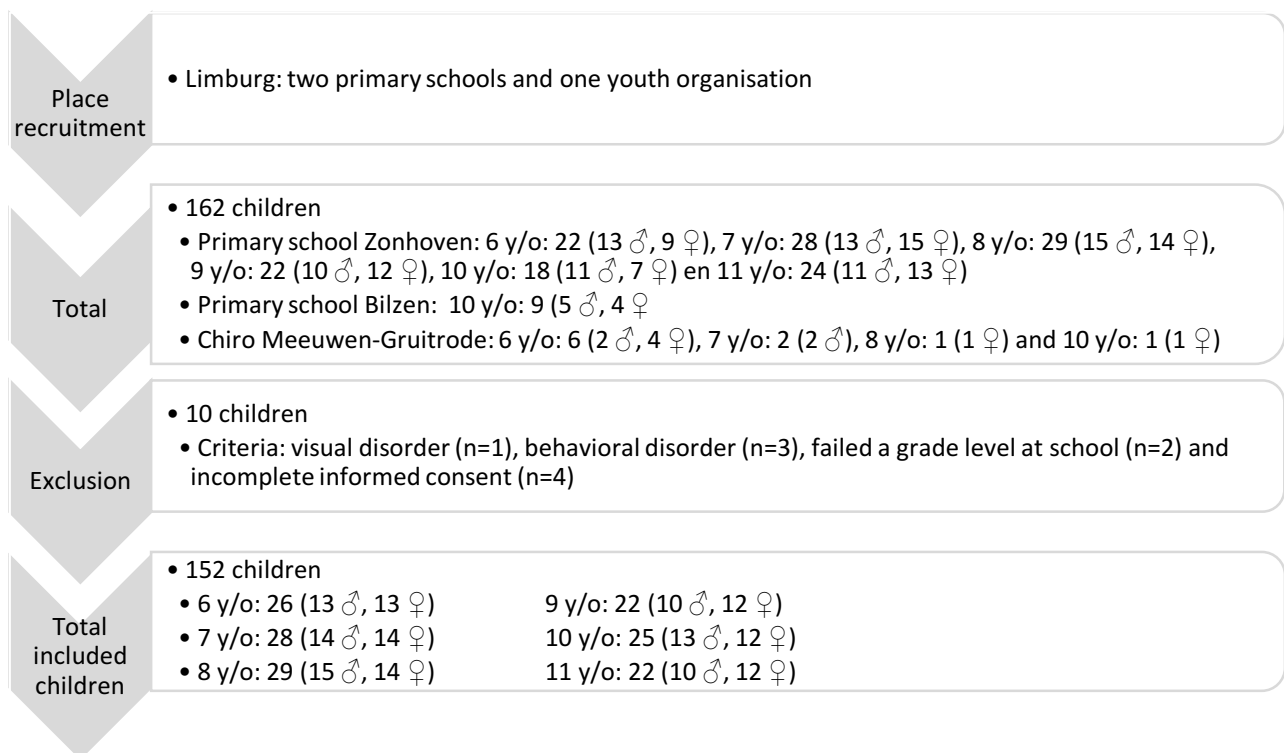 Place
recruitment
• Limburg: two primary schools and one youth organisation
Total
• 162 children
• Primary school Zonhoven: 6 y/o: 22 (13 ♂, 9 ♀), 7 y/o: 28 (13 ♂, 15 ♀), 8 y/o: 29 (15 ♂, 14 ♀),
9 y/o: 22 (10 ♂, 12 ♀), 10 y/o: 18 (11 ♂, 7 ♀) en 11 y/o: 24 (11 ♂, 13 ♀)
• Primary school Bilzen: 10 y/o: 9 (5 ♂, 4 ♀
• Chiro Meeuwen-Gruitrode: 6 y/o: 6 (2 ♂, 4 ♀), 7 y/o: 2 (2 ♂), 8 y/o: 1 (1 ♀) and 10 y/o: 1 (1 ♀)
Exclusion
• 10 children
• Criteria: visual disorder (n=1), behavioral disorder (n=3), failed a grade level at school (n=2) and
incomplete informed consent (n=4)
Total
included
children
• 152 children
• 6 y/o: 26 (13 ♂, 13 ♀) 9 y/o: 22 (10 ♂, 12 ♀)
• 7 y/o: 28 (14 ♂, 14 ♀) 10 y/o: 25 (13 ♂, 12 ♀)
• 8 y/o: 29 (15 ♂, 14 ♀) 11 y/o: 22 (10 ♂, 12 ♀)